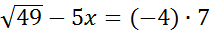 √49 − 5x = (−4) · 7